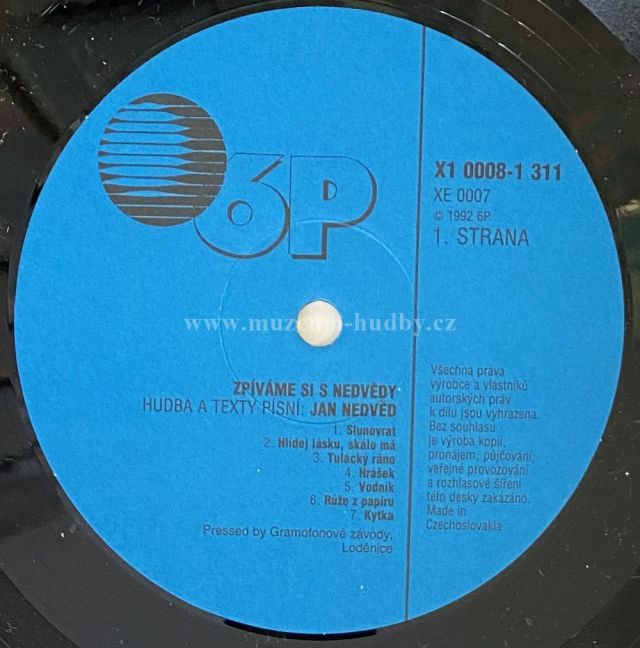 6P
X1 0008-1 311
XE 0007
© 1992 6P
1. STRANA
www.muzeum-hudby.cz
ZPÍVÁME SI S NEDVĚDY
HUDBA A TEXTY PÍSNÍ: JAN NEDVĚD
1. Slunovrat
2. Hlídej lásku, skálo má
3. Tulácký ráno
4. Hrášek
5. Vodník
6. Růže z papíru
7. Kytka
Pressed by Gramofonové závody,
Loděnice
Všechna práva
výrobce a vlastníků
autorských práv
k dílu jsou vyhrazena.
Bez souhlasu
je výroba kopií,
pronájem, půjčování,
veřejné provozování
a rozhlasové šíření
této desky zakázáno.
Made in
Czechoslovakia